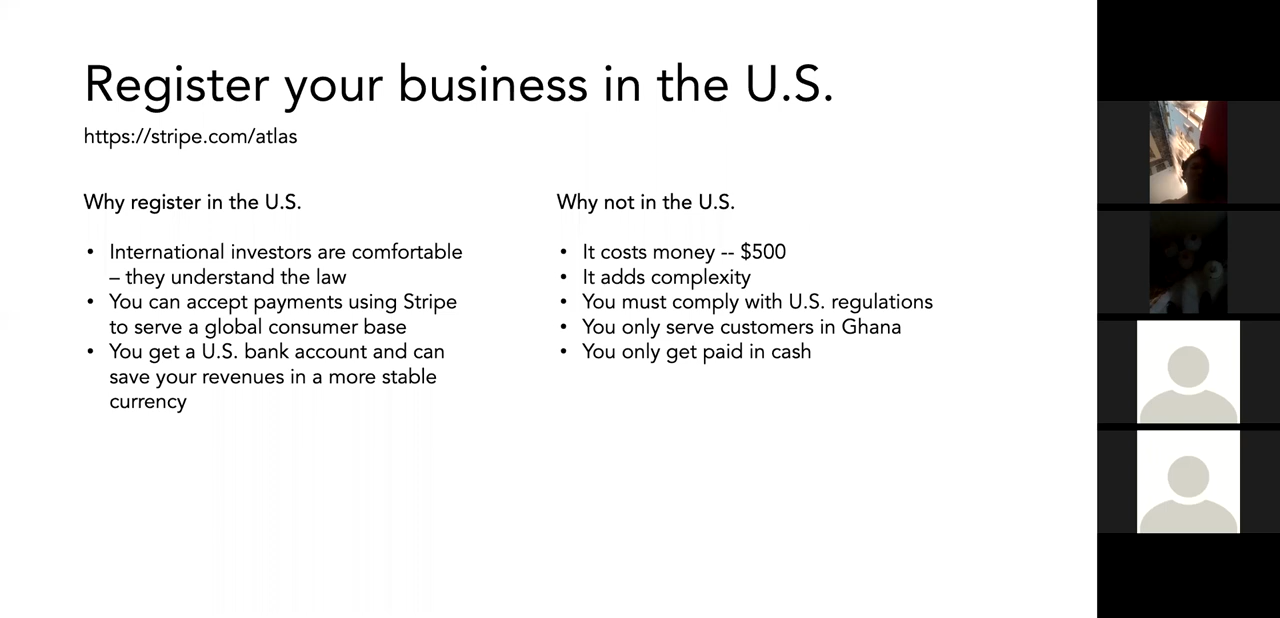 Register your business in the U.S.
https://stripe.com/atlas
Why register in the U.S.
• International investors are comfortable
– they understand the law
• You can accept payments using Stripe
to serve a global consumer base
• You get a U.S. bank account and can
save your revenues in a more stable
currency
Why not in the U.S.
• It costs money -- $500
• It adds complexity
• You must comply with U.S. regulations
• You only serve customers in Ghana
• You only get paid in cash